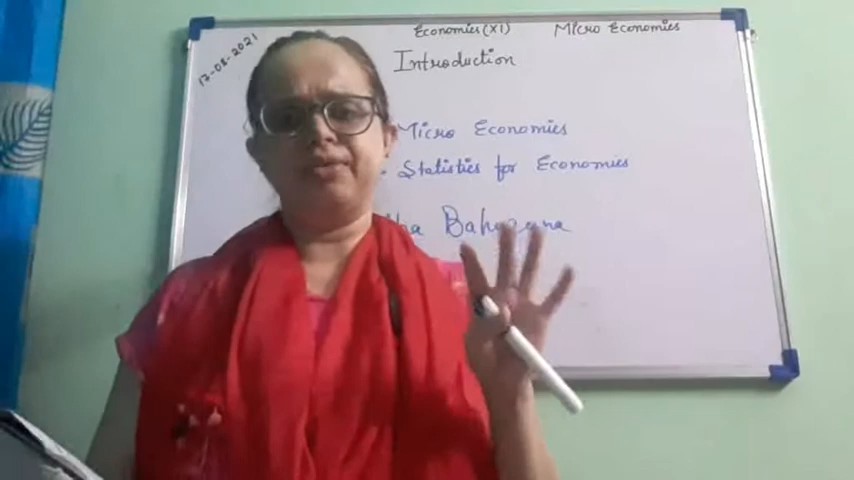 17-08-2021
Economics (XI) Micro Economics
Introduction
Micro Economics
Statistics for Economics